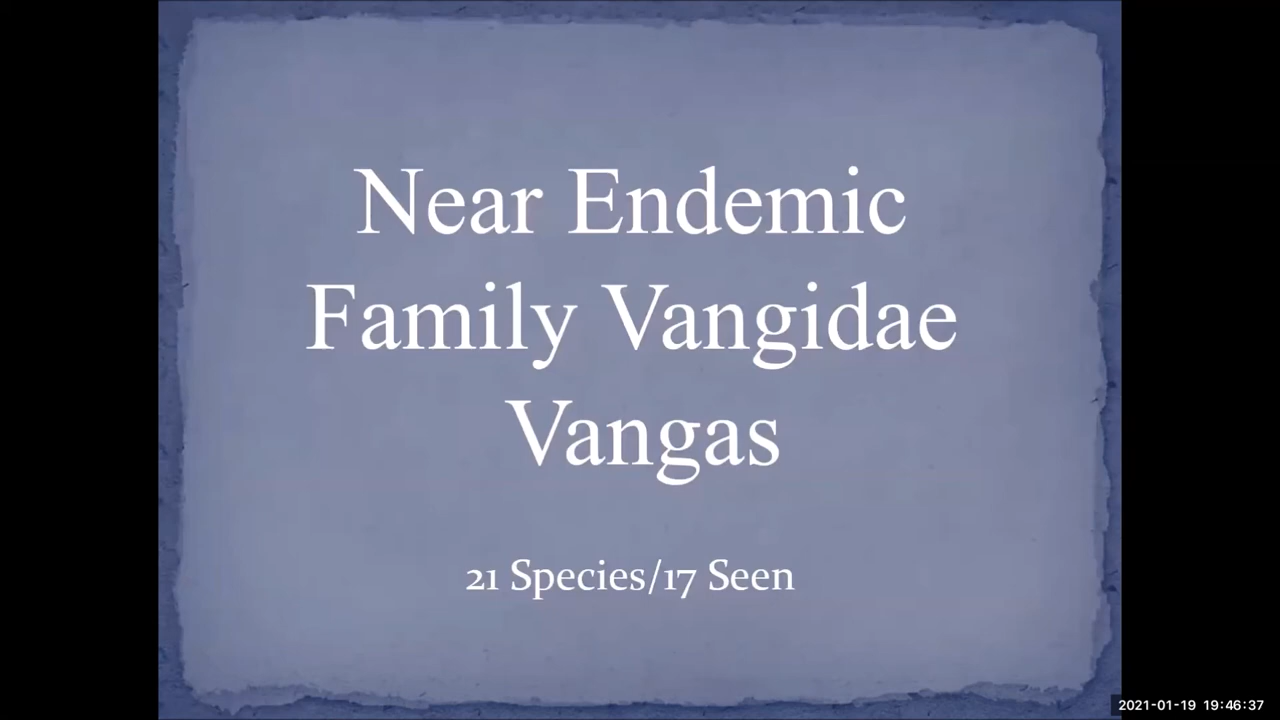 Near Endemic
Family Vangidae
Vangas
21 Species/17 Seen
2021-01-19 19:46:37